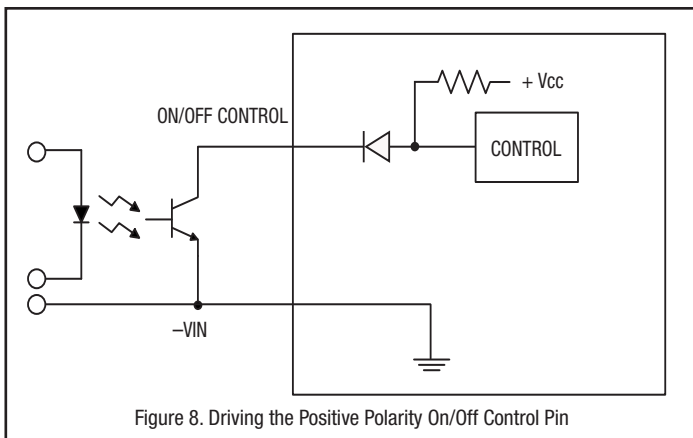 + Vcc
ON/OFF CONTROL
CONTROL
–VIN
Figure 8. Driving the Positive Polarity On/Off Control Pin